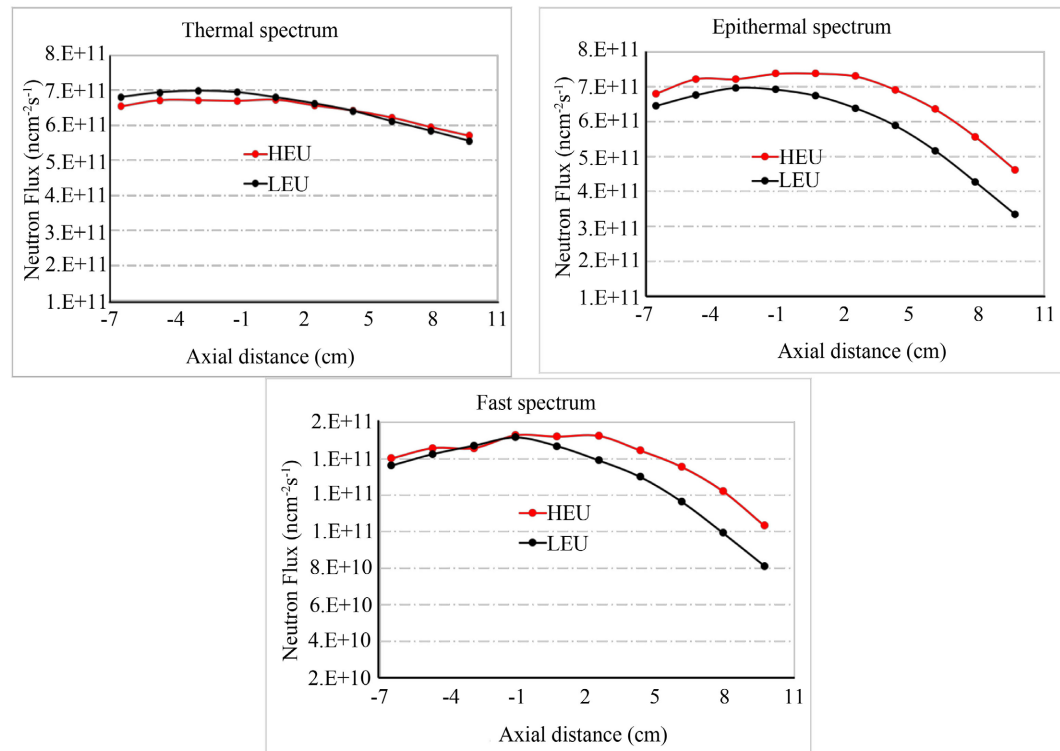 Thermal spectrum
Neutron Flux (ncm⁻²s⁻¹)
8.E+11
7.E+11
6.E+11
5.E+11
4.E+11
3.E+11
2.E+11
1.E+11
HEU
LEU
-7 -4 -1 2 5 8 11
Axial distance (cm)
Epithermal spectrum
Neutron Flux (ncm⁻²s⁻¹)
8.E+11
7.E+11
6.E+11
5.E+11
4.E+11
3.E+11
2.E+11
1.E+11
HEU
LEU
-7 -4 -1 2 5 8 11
Axial distance (cm)
Fast spectrum
Neutron Flux (ncm⁻²s⁻¹)
2.E+11
1.E+11
1.E+11
1.E+11
8.E+10
6.E+10
4.E+10
2.E+10
HEU
LEU
-7 -4 -1 2 5 8 11
Axial distance (cm)